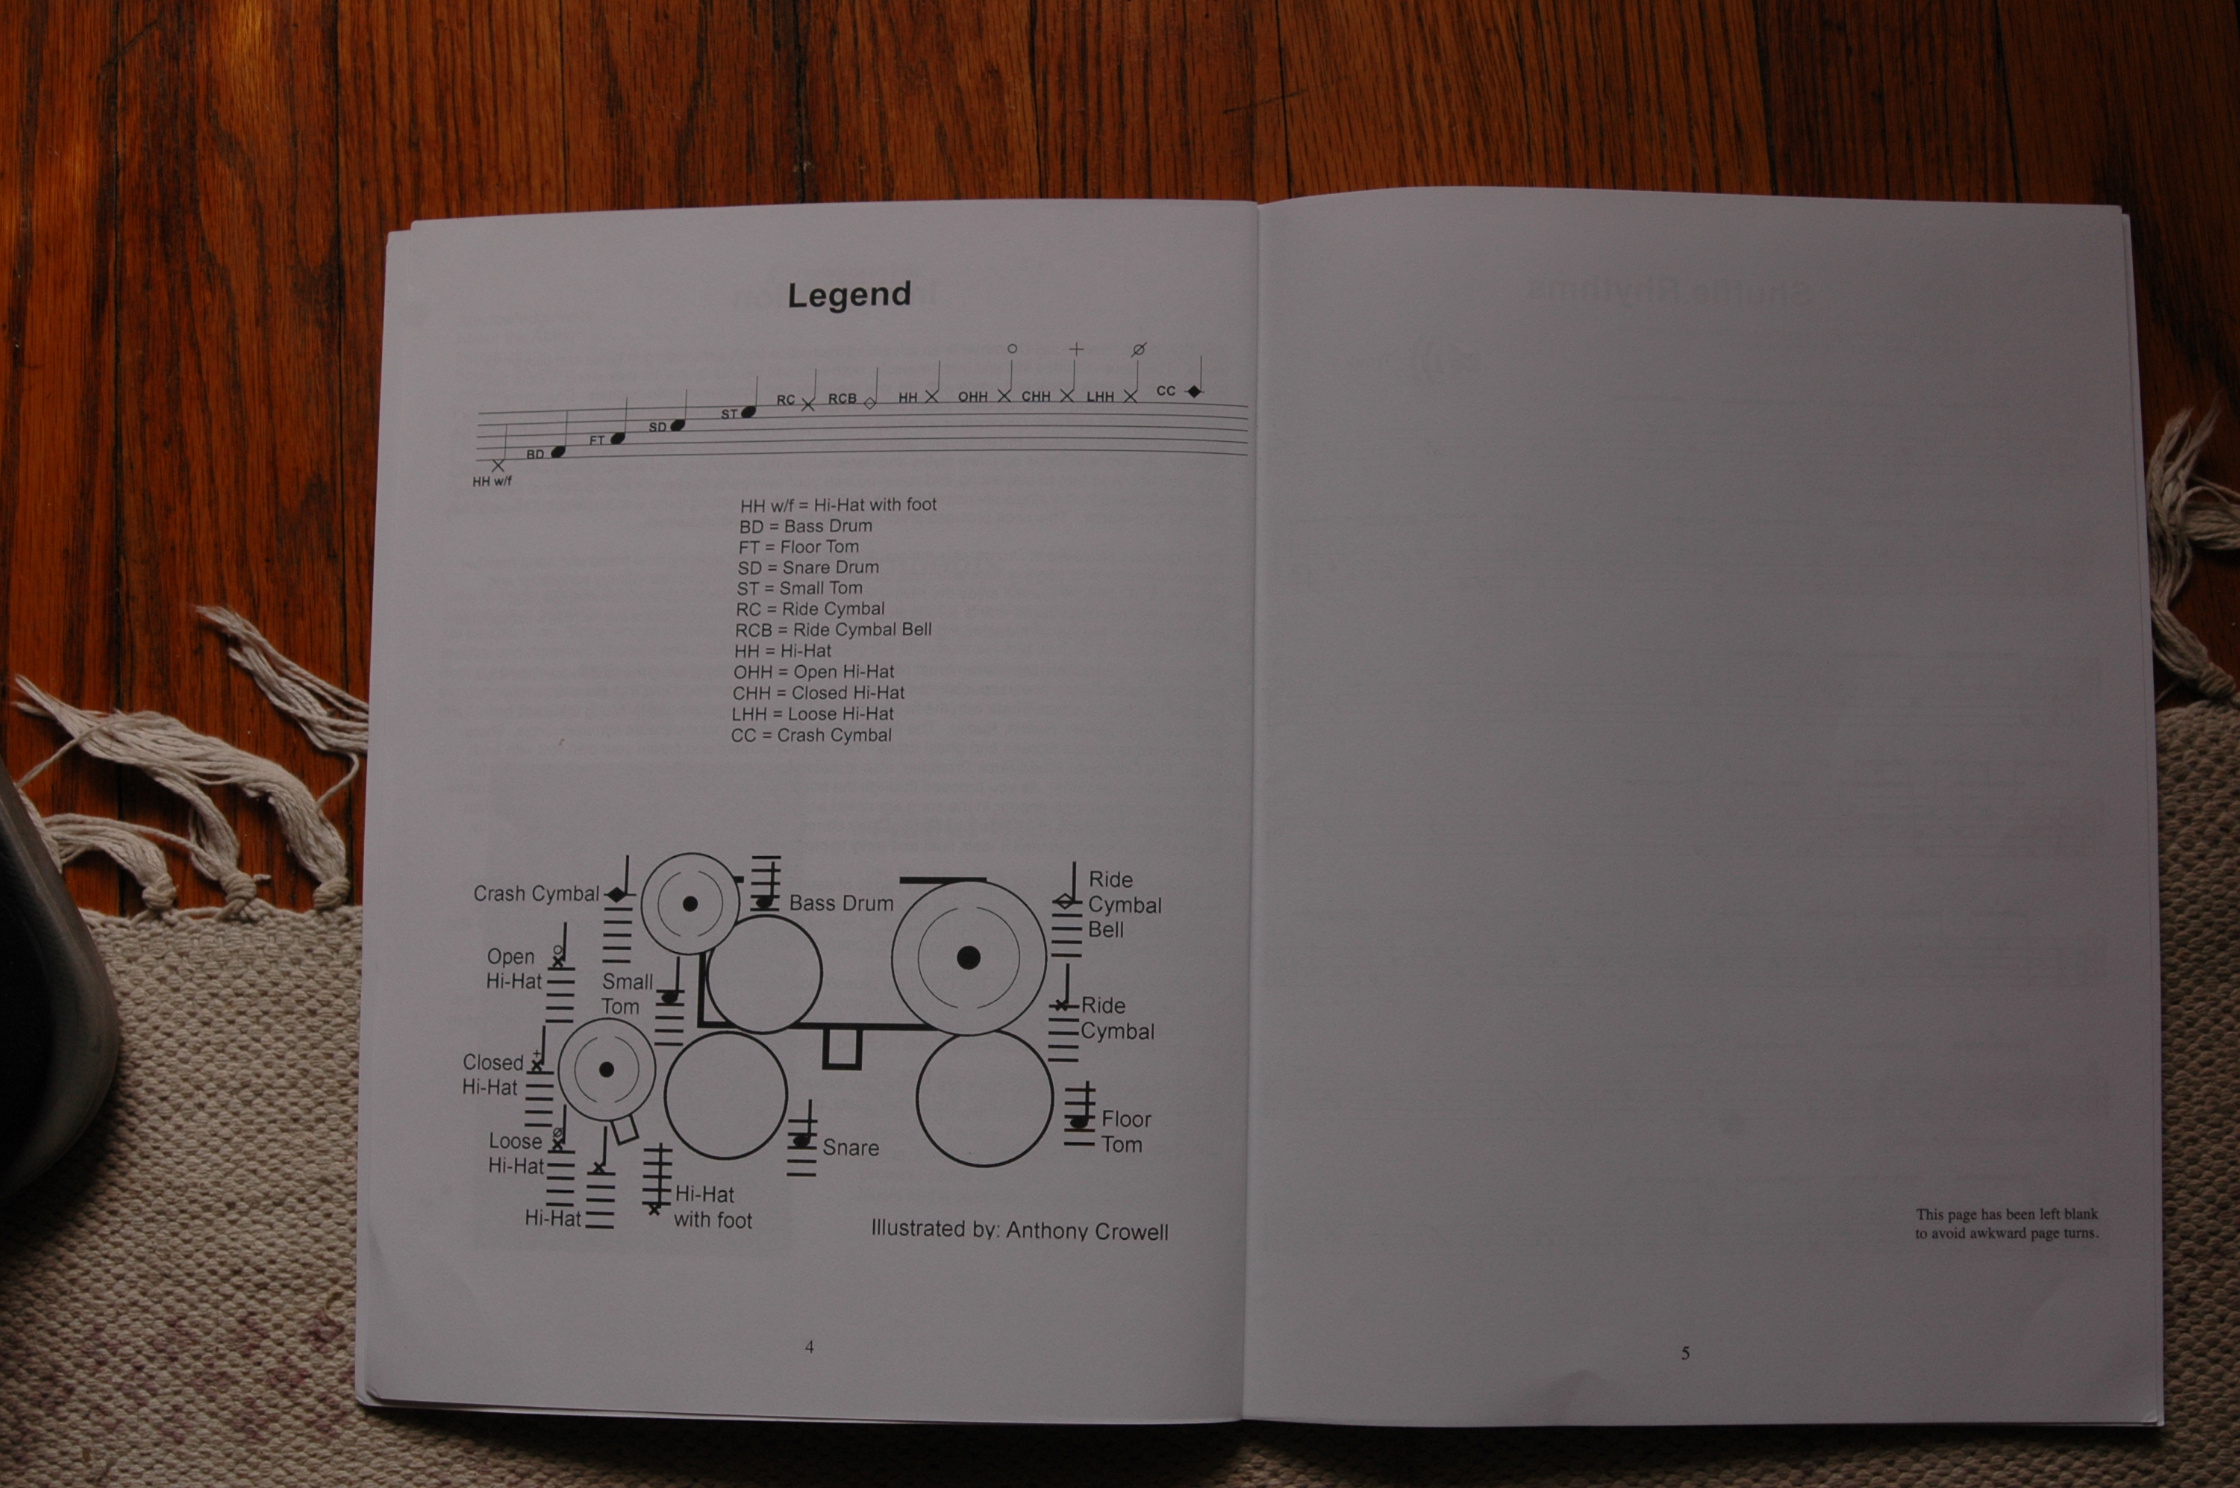 Legend
HH w/f
BD
FT
SD
ST
RC
RCB
HH
OHH
CHH
LHH
CC
HH w/f = Hi-Hat with foot
BD = Bass Drum
FT = Floor Tom
SD = Snare Drum
ST = Small Tom
RC = Ride Cymbal
RCB = Ride Cymbal Bell
HH = Hi-Hat
OHH = Open Hi-Hat
CHH = Closed Hi-Hat
LHH = Loose Hi-Hat
CC = Crash Cymbal
Crash Cymbal
Bass Drum
Ride
Cymbal
Bell
Open
Hi-Hat
Small
Tom
Ride
Cymbal
Closed
Hi-Hat
Floor
Tom
Loose
Hi-Hat
Snare
Hi-Hat
Hi-Hat
with foot
Illustrated by: Anthony Crowell
4
Shuffle Rhythms
This page has been left blank
to avoid awkward page turns.
5